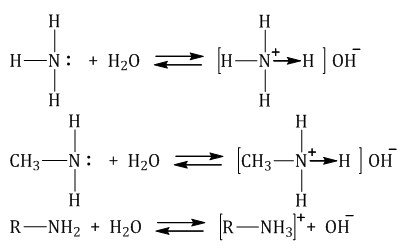 H H
H—N: + H₂O ⇌ [H—N⁺→H ] OH⁻
H H
H H
CH₃—N: + H₂O ⇌ [CH₃—N⁺→H ] OH⁻
H H
R—NH₂ + H₂O ⇌ [R—NH₃]⁺ + OH⁻